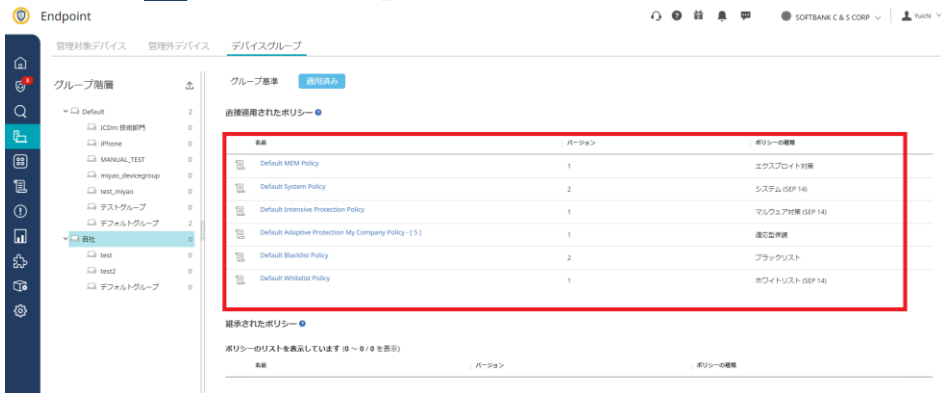 Endpoint
SOFTBANK C & S CORP
Yuichi
管理対象デバイス 管理外デバイス デバイスグループ
グループ階層
Default 2
ICDm 技術部門 0
iPhone 0
MANUAL_TEST 0
miyao_devicegroup 0
test_miyao 0
テストグループ 0
デフォルトグループ 2
自社 0
test 0
test2 0
デフォルトグループ 0
グループ基準 適用済み
直接適用されたポリシー
名前 バージョン ポリシーの種類
Default MEM Policy 1 エクスプロイト対策
Default System Policy 2 システム (SEP 14)
Default Intensive Protection Policy 1 マルウェア対策 (SEP 14)
Default Adaptive Protection My Company Policy - [ 5 ] 1 適応型保護
Default Blacklist Policy 2 ブラックリスト
Default Whitelist Policy 1 ホワイトリスト (SEP 14)
継承されたポリシー
ポリシーのリストを表示しています (0 ～ 0 / 0 を表示)
名前 バージョン ポリシーの種類